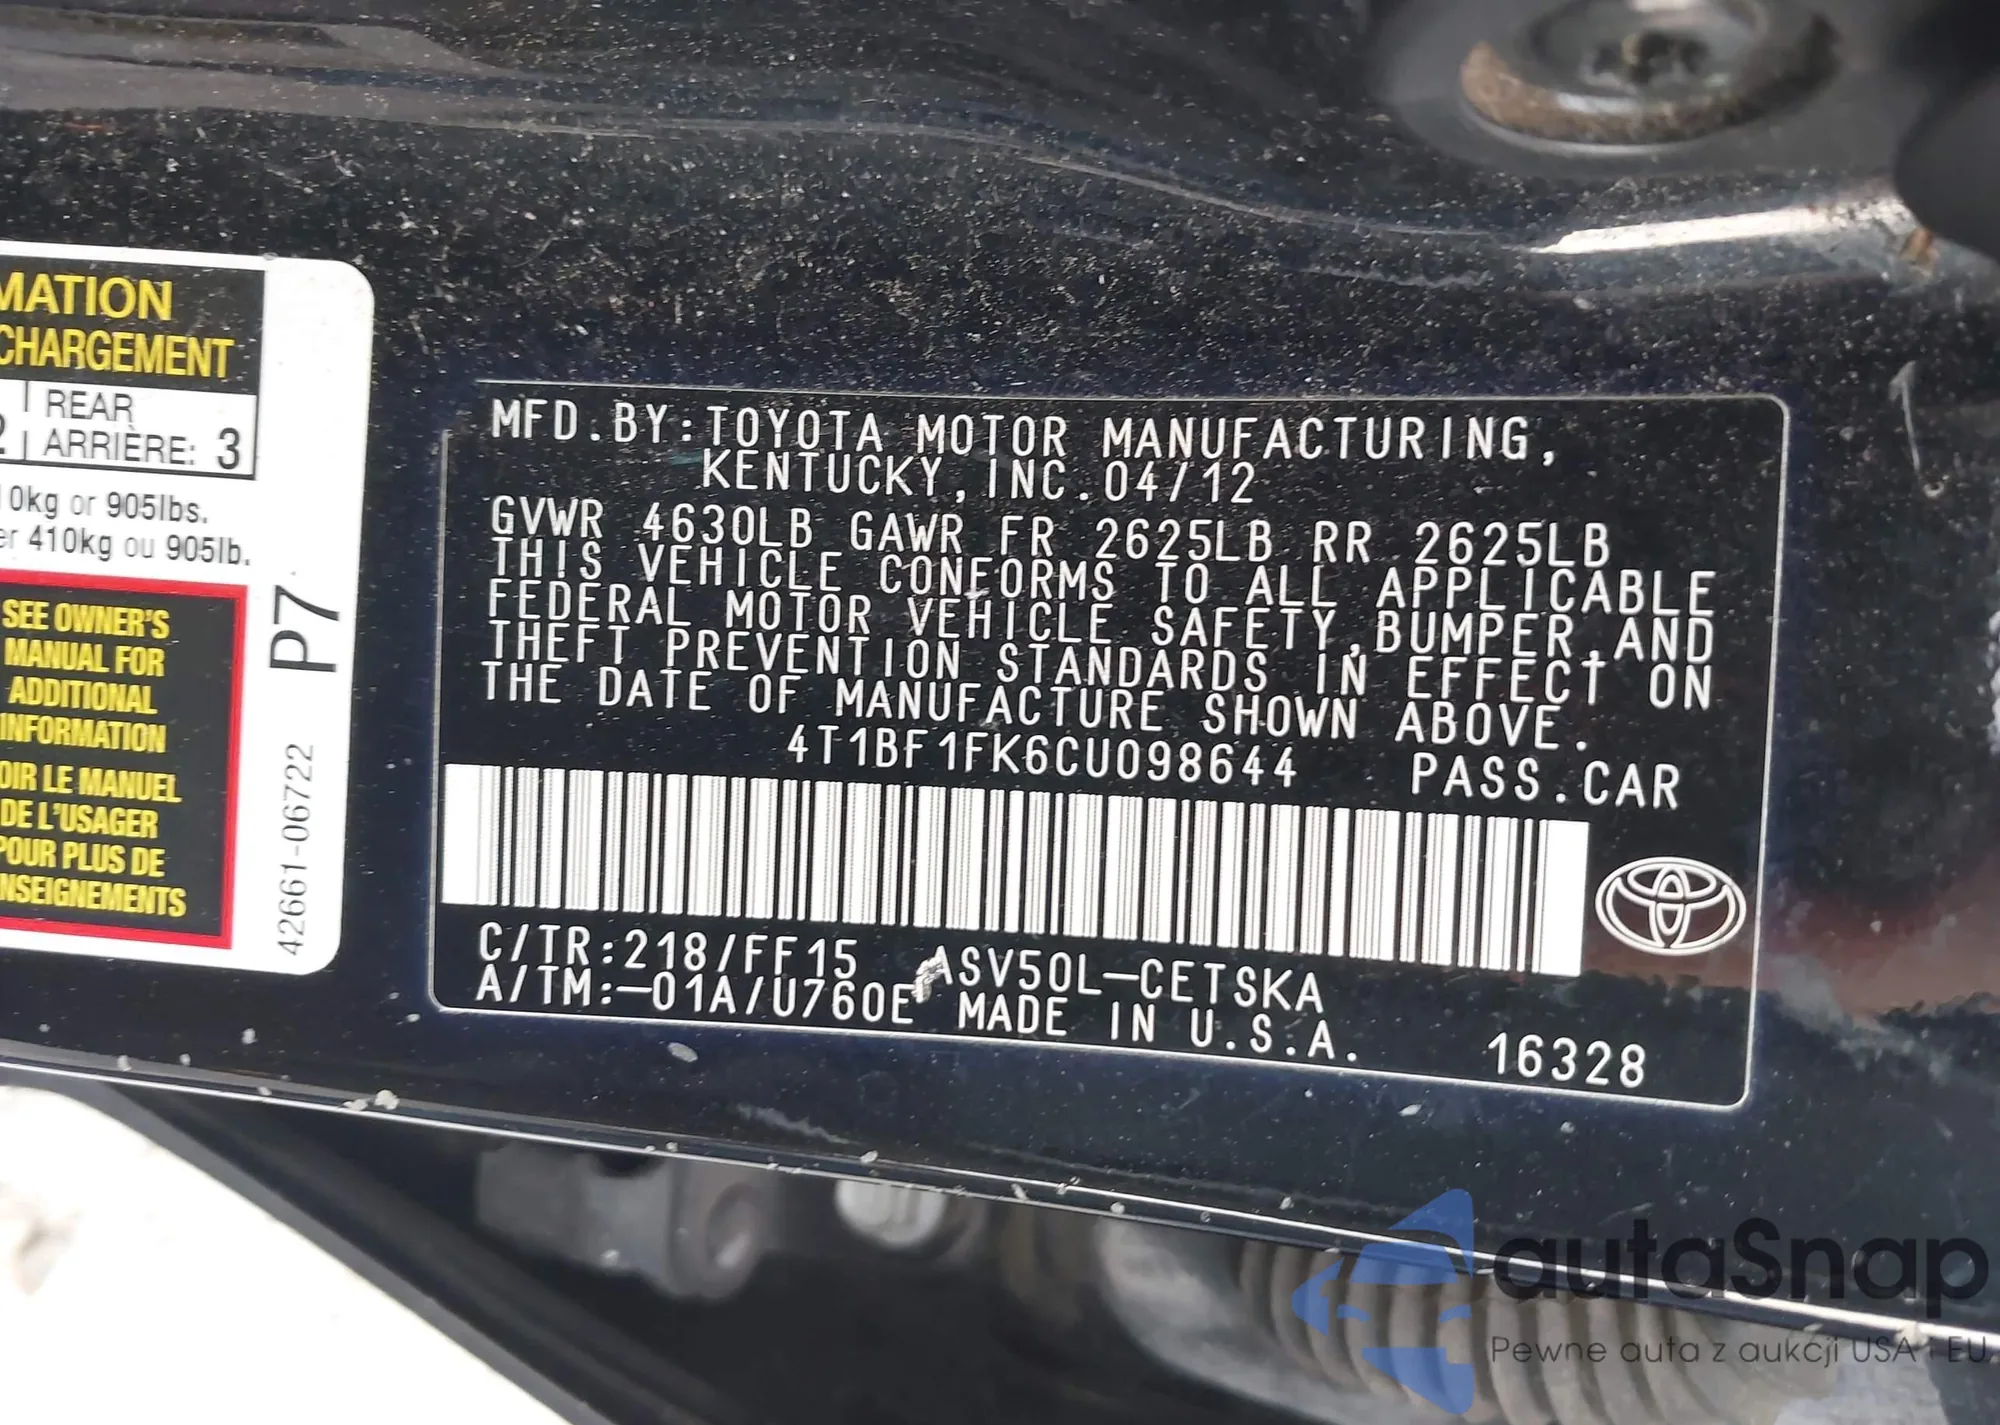 MATION
CHARGEMENT
2 REAR
ARRIÈRE: 3
0kg or 905lbs.
er 410kg ou 905lb.
SEE OWNER'S
MANUAL FOR
ADDITIONAL
INFORMATION
OIR LE MANUEL
DE L'USAGER
POUR PLUS DE
NSEIGNEMENTS
P7
42661-06722
MFD.BY:TOYOTA MOTOR MANUFACTURING,
KENTUCKY,INC.04/12
GVWR 4630LB GAWR FR 2625LB RR 2625LB
THIS VEHICLE CONFORMS TO ALL APPLICABLE
FEDERAL MOTOR VEHICLE SAFETY,BUMPER,AND
THEFT PREVENTION STANDARDS IN EFFECT ON
THE DATE OF MANUFACTURE SHOWN ABOVE.
4T1BF1FK6CU098644 PASS.CAR
C/TR:218/FF15 ASV50L-CETSKA
A/TM:-01A/U760E MADE IN U.S.A. 16328
autaSnap
Pewne auta z aukcji USA i EU